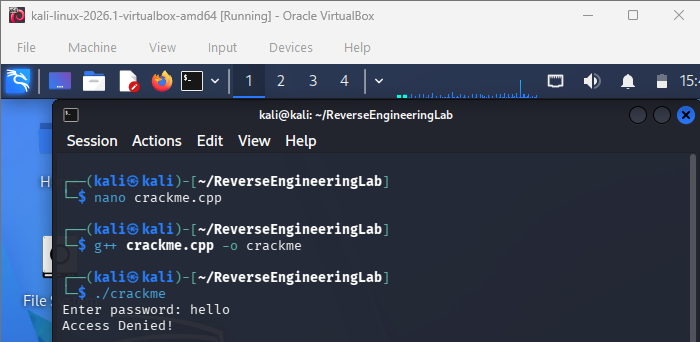 kali-linux-2026.1-virtualbox-amd64 [Running] - Oracle VirtualBox
File Machine View Input Devices Help
1 2 3 4
kali@kali: ~/ReverseEngineeringLab
Session Actions Edit View Help
┌──(kali㉿kali)-[~/ReverseEngineeringLab]
└─$ nano crackme.cpp
┌──(kali㉿kali)-[~/ReverseEngineeringLab]
└─$ g++ crackme.cpp -o crackme
┌──(kali㉿kali)-[~/ReverseEngineeringLab]
└─$ ./crackme
Enter password: hello
Access Denied!